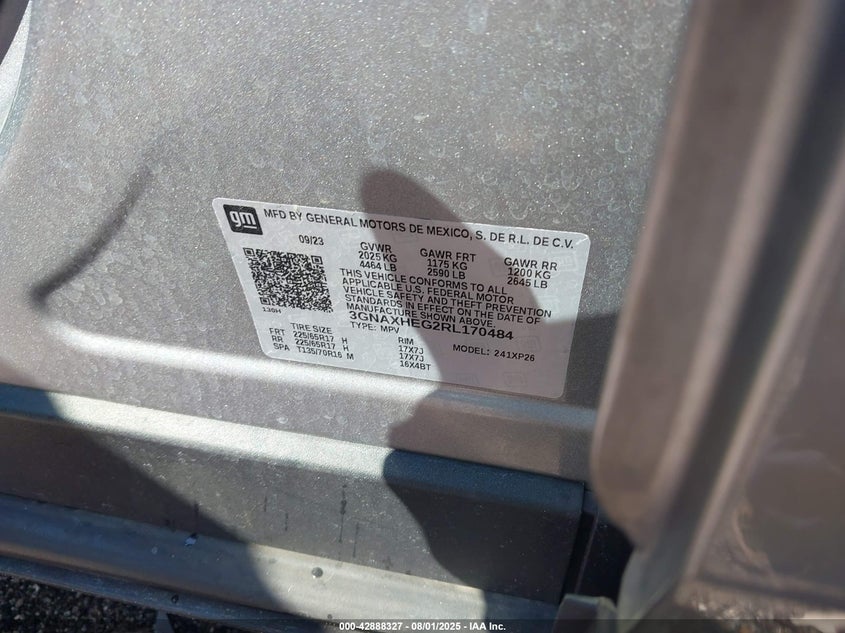 gm MFD BY GENERAL MOTORS DE MEXICO, S. DE R.L. DE C.V.
09/23 GVWR GAWR FRT GAWR RR
2025 KG 1175 KG 1200 KG
4464 LB 2590 LB 2645 LB
THIS VEHICLE CONFORMS TO ALL
APPLICABLE U.S. FEDERAL MOTOR
VEHICLE SAFETY AND THEFT PREVENTION
STANDARDS IN EFFECT ON THE DATE OF
MANUFACTURE SHOWN ABOVE.
3GNAXHEG2RL170484
TYPE: MPV MODEL: 241XP26
TIRE SIZE RIM
FRT 225/65R17 H 17X7J
RR 225/65R17 H 17X7J
SPA T135/70R16 M 16X4BT
000-42888327 - 08/01/2025 - IAA Inc.